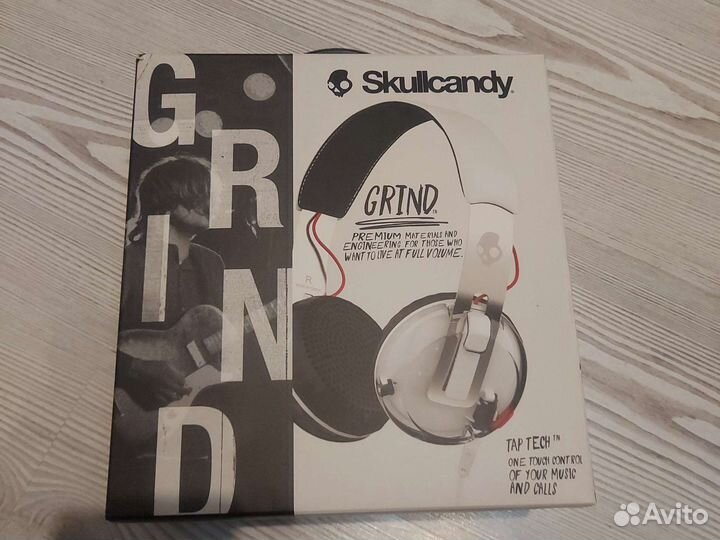 GRIND
Skullcandy
GRIND™
PREMIUM MATERIALS AND
ENGINEERING FOR THOSE WHO
WANT TO LIVE AT FULL VOLUME.
R
TAP TECH™
ONE TOUCH CONTROL
OF YOUR MUSIC
AND CALLS
Avito